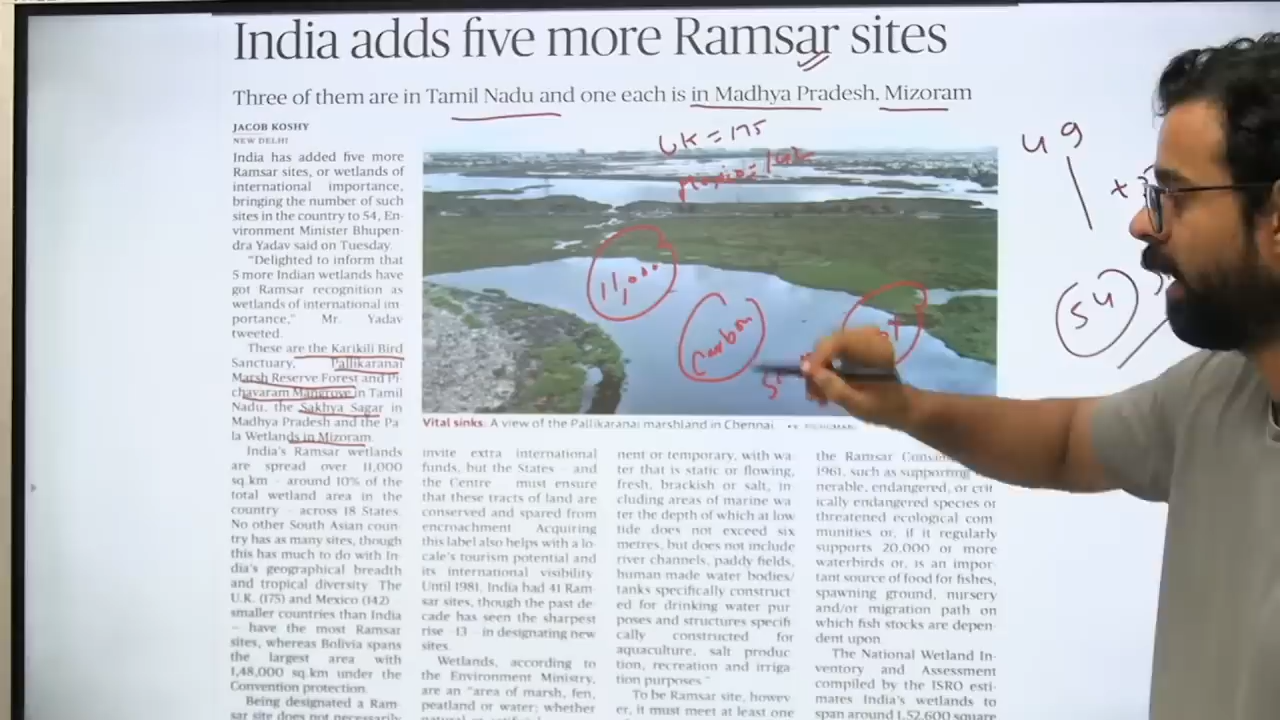 India adds five more Ramsar sites
Three of them are in Tamil Nadu and one each is in Madhya Pradesh, Mizoram
JACOB KOSHY
NEW DELHI
India has added five more
Ramsar sites, or wetlands of
international importance,
bringing the number of such
sites in the country to 54, En-
vironment Minister Bhupen-
dra Yadav said on Tuesday.
"Delighted to inform that
5 more Indian wetlands have
got Ramsar recognition as
wetlands of international im-
portance," Mr. Yadav
tweeted.
These are the Karikili Bird
Sanctuary, Pallikaranai
Marsh Reserve Forest and Pi-
chavaram Mangrove in Tamil
Nadu, the Sakhya Sagar in
Madhya Pradesh and the Pa-
la Wetlands in Mizoram.
India's Ramsar wetlands
are spread over 11,000
sq.km - around 10% of the
total wetland area in the
country - across 18 States.
No other South Asian coun-
try has as many sites, though
this has much to do with In-
dia's geographical breadth
and tropical diversity. The
U.K. (175) and Mexico (142)
smaller countries than India
- have the most Ramsar
sites, whereas Bolivia spans
the largest area with
1,48,000 sq.km under the
Convention protection.
Being designated a Ram-
sar site does not necessarily
UK = 175
Mexico = 142
11,000
Carbon
49
+
54
Vital sinks: A view of the Pallikaranai marshland in Chennai.
invite extra international
funds, but the States - and
the Centre - must ensure
that these tracts of land are
conserved and spared from
encroachment. Acquiring
this label also helps with a lo-
cale's tourism potential and
its international visibility.
Until 1981, India had 41 Ram-
sar sites, though the past de-
cade has seen the sharpest
rise - 13 - in designating new
sites.
Wetlands, according to
the Environment Ministry,
are an "area of marsh, fen,
peatland or water; whether
natural or artificial,
nent or temporary, with wa-
ter that is static or flowing,
fresh, brackish or salt, in-
cluding areas of marine wa-
ter the depth of which at low
tide does not exceed six
metres, but does not include
river channels, paddy fields,
human made water bodies/
tanks specifically construct-
ed for drinking water pur-
poses and structures specifi-
cally constructed for
aquaculture, salt produc-
tion, recreation and irriga-
tion purposes."
To be Ramsar site, howev-
er, it must meet at least one
the Ramsar
1961, such as supporting
nerable, endangered, or crit-
ically endangered species or
threatened ecological com-
munities or, if it regularly
supports 20,000 or more
waterbirds or, is an impor-
tant source of food for fishes,
spawning ground, nursery
and/or migration path on
which fish stocks are depen-
dent upon.
The National Wetland In-
ventory and Assessment
compiled by the ISRO esti-
mates India's wetlands to
span around 1,52,600 square